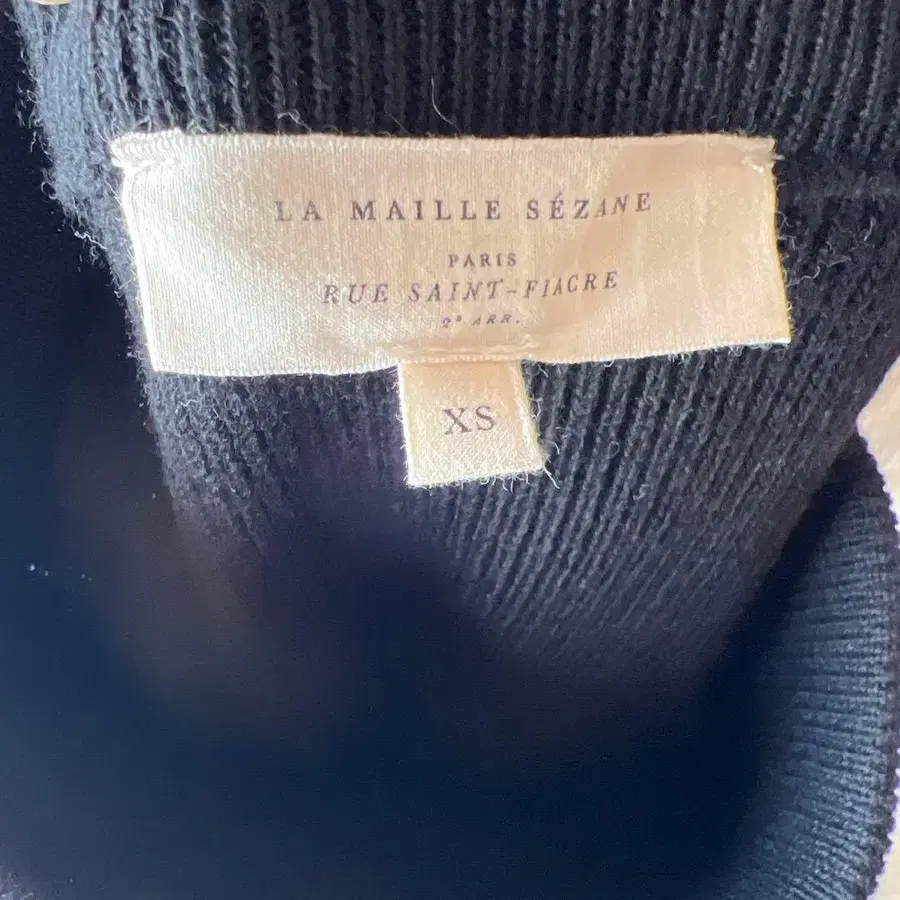 LA MAILLE SÉZANE
PARIS
RUE SAINT-FIACRE
2e ARR.
XS